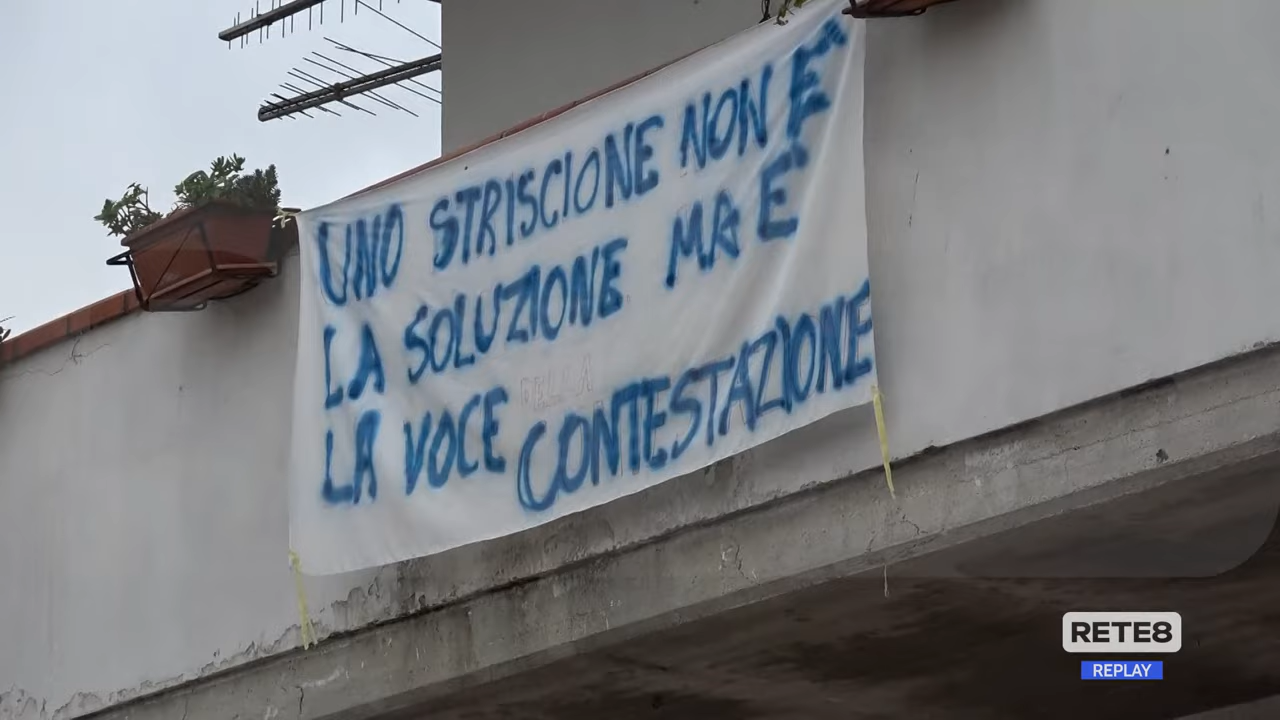 UNO STRISCIONE NON È
LA SOLUZIONE MA È
DELLA
LA VOCE CONTESTAZIONE
RETE8
REPLAY